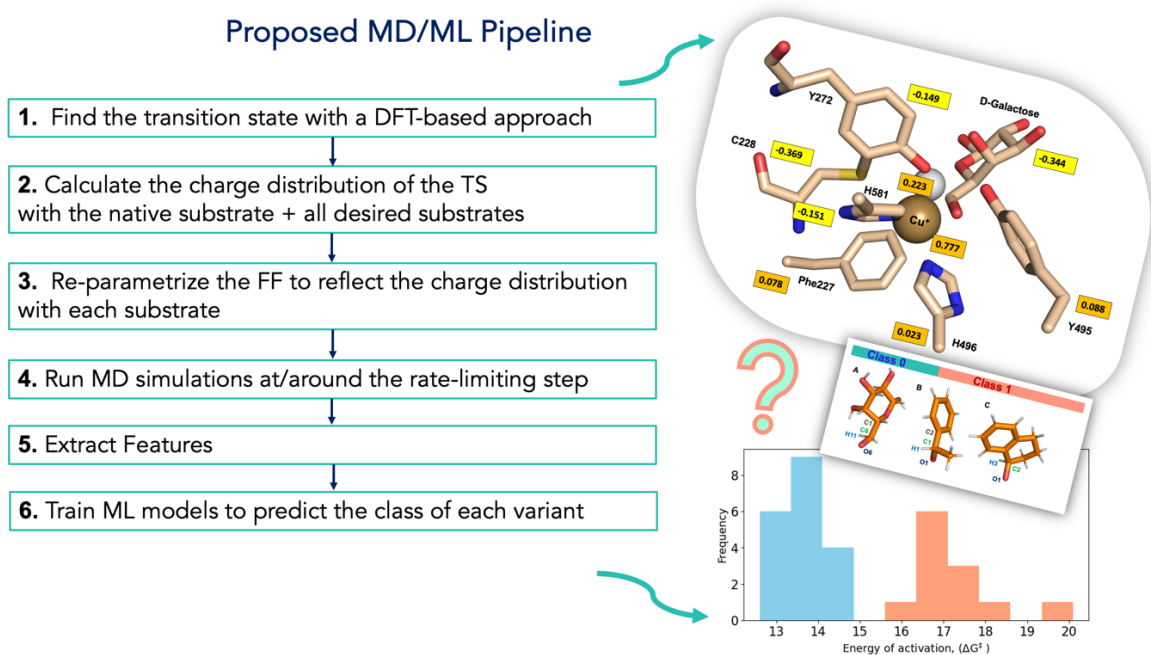 Proposed MD/ML Pipeline
1. Find the transition state with a DFT-based approach
2. Calculate the charge distribution of the TS
with the native substrate + all desired substrates
3. Re-parametrize the FF to reflect the charge distribution
with each substrate
4. Run MD simulations at/around the rate-limiting step
5. Extract Features
6. Train ML models to predict the class of each variant
Y272
-0.149
D-Galactose
C228
-0.369
-0.344
0.223
H581
-0.151
Cu⁺
0.777
Phe227
0.078
0.088
Y495
0.023
H496
?
Class 0
Class 1
A
B
C
C1
C6
H11
O6
C2
C1
H1
O1
H3
C2
O1
Frequency
8
6
4
2
0
13 14 15 16 17 18 19 20
Energy of activation, (ΔG‡ )